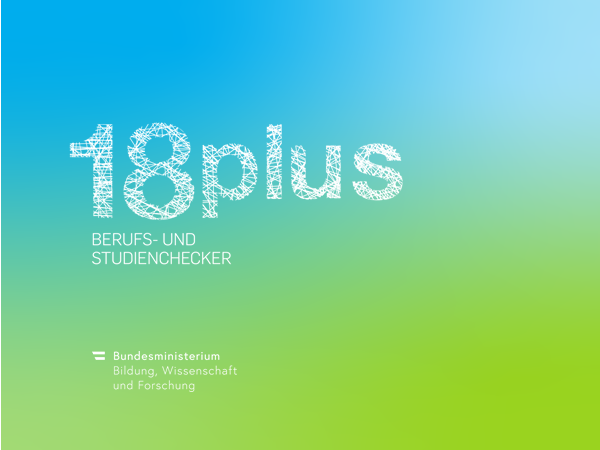 18plus
BERUFS- UND
STUDIENCHECKER
Bundesministerium
Bildung, Wissenschaft
und Forschung